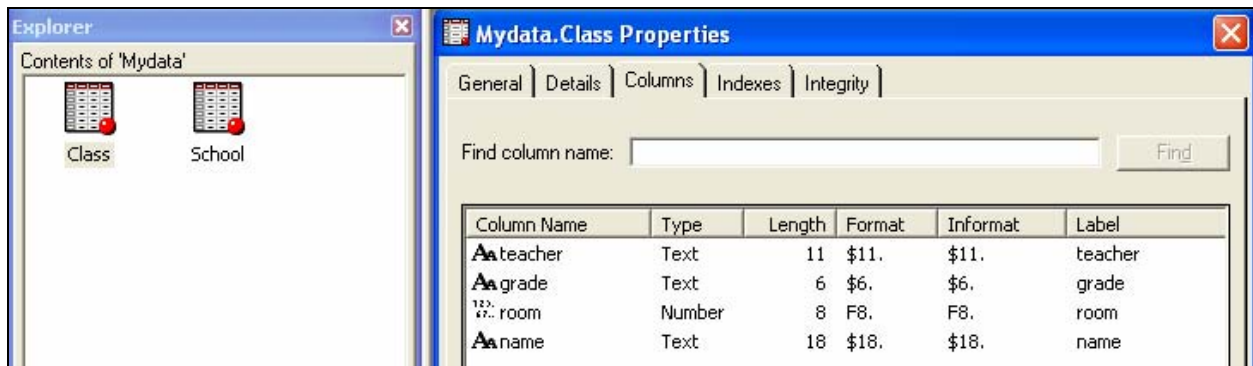 Explorer
Contents of 'Mydata'
Class School
Mydata.Class Properties
General Details Columns Indexes Integrity
Find column name: Find
Column Name Type Length Format Informat Label
teacher Text 11 $11. $11. teacher
grade Text 6 $6. $6. grade
room Number 8 F8. F8. room
name Text 18 $18. $18. name